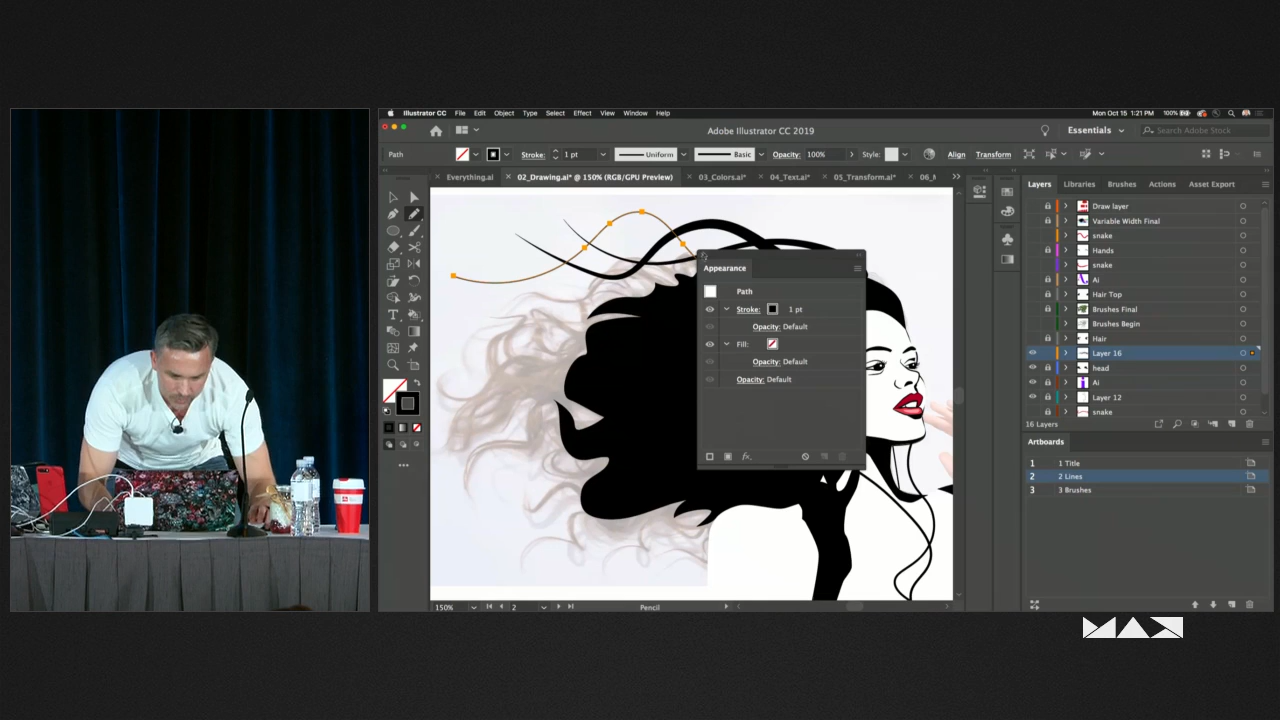 Illustrator CC File Edit Object Type Select Effect View Window Help
Mon Oct 15 1:21 PM 100%
Adobe Illustrator CC 2019
Essentials
Search Adobe Stock
Path
Stroke: 1 pt
Uniform
Basic
Opacity: 100%
Style:
Align
Transform
Everything.ai
02_Drawing.ai* @ 150% (RGB/GPU Preview)
03_Colors.ai*
04_Text.ai*
05_Transform.ai*
Layers Libraries Brushes Actions Asset Export
Draw layer
Variable Width Final
snake
Hands
snake
Ai
Hair Top
Brushes Final
Brushes Begin
Hair
Layer 16
head
Ai
Layer 12
snake
16 Layers
Artboards
1 1 Title
2 2 Lines
3 3 Brushes
Appearance
Path
Stroke: 1 pt
Opacity: Default
Fill:
Opacity: Default
Opacity: Default
fx
150%
2
Pencil
MAX